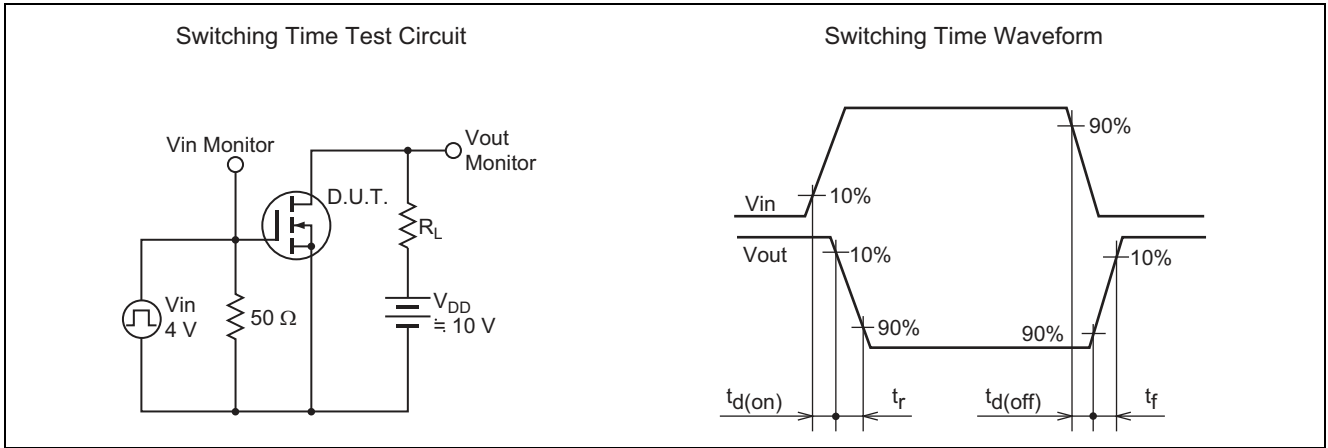 Switching Time Test Circuit
Vin Monitor
Vout
Monitor
D.U.T.
RL
Vin
4 V
50 Ω
VDD
≒ 10 V
Switching Time Waveform
Vin
10%
90%
Vout
10%
90%
90%
10%
td(on)
tr
td(off)
tf